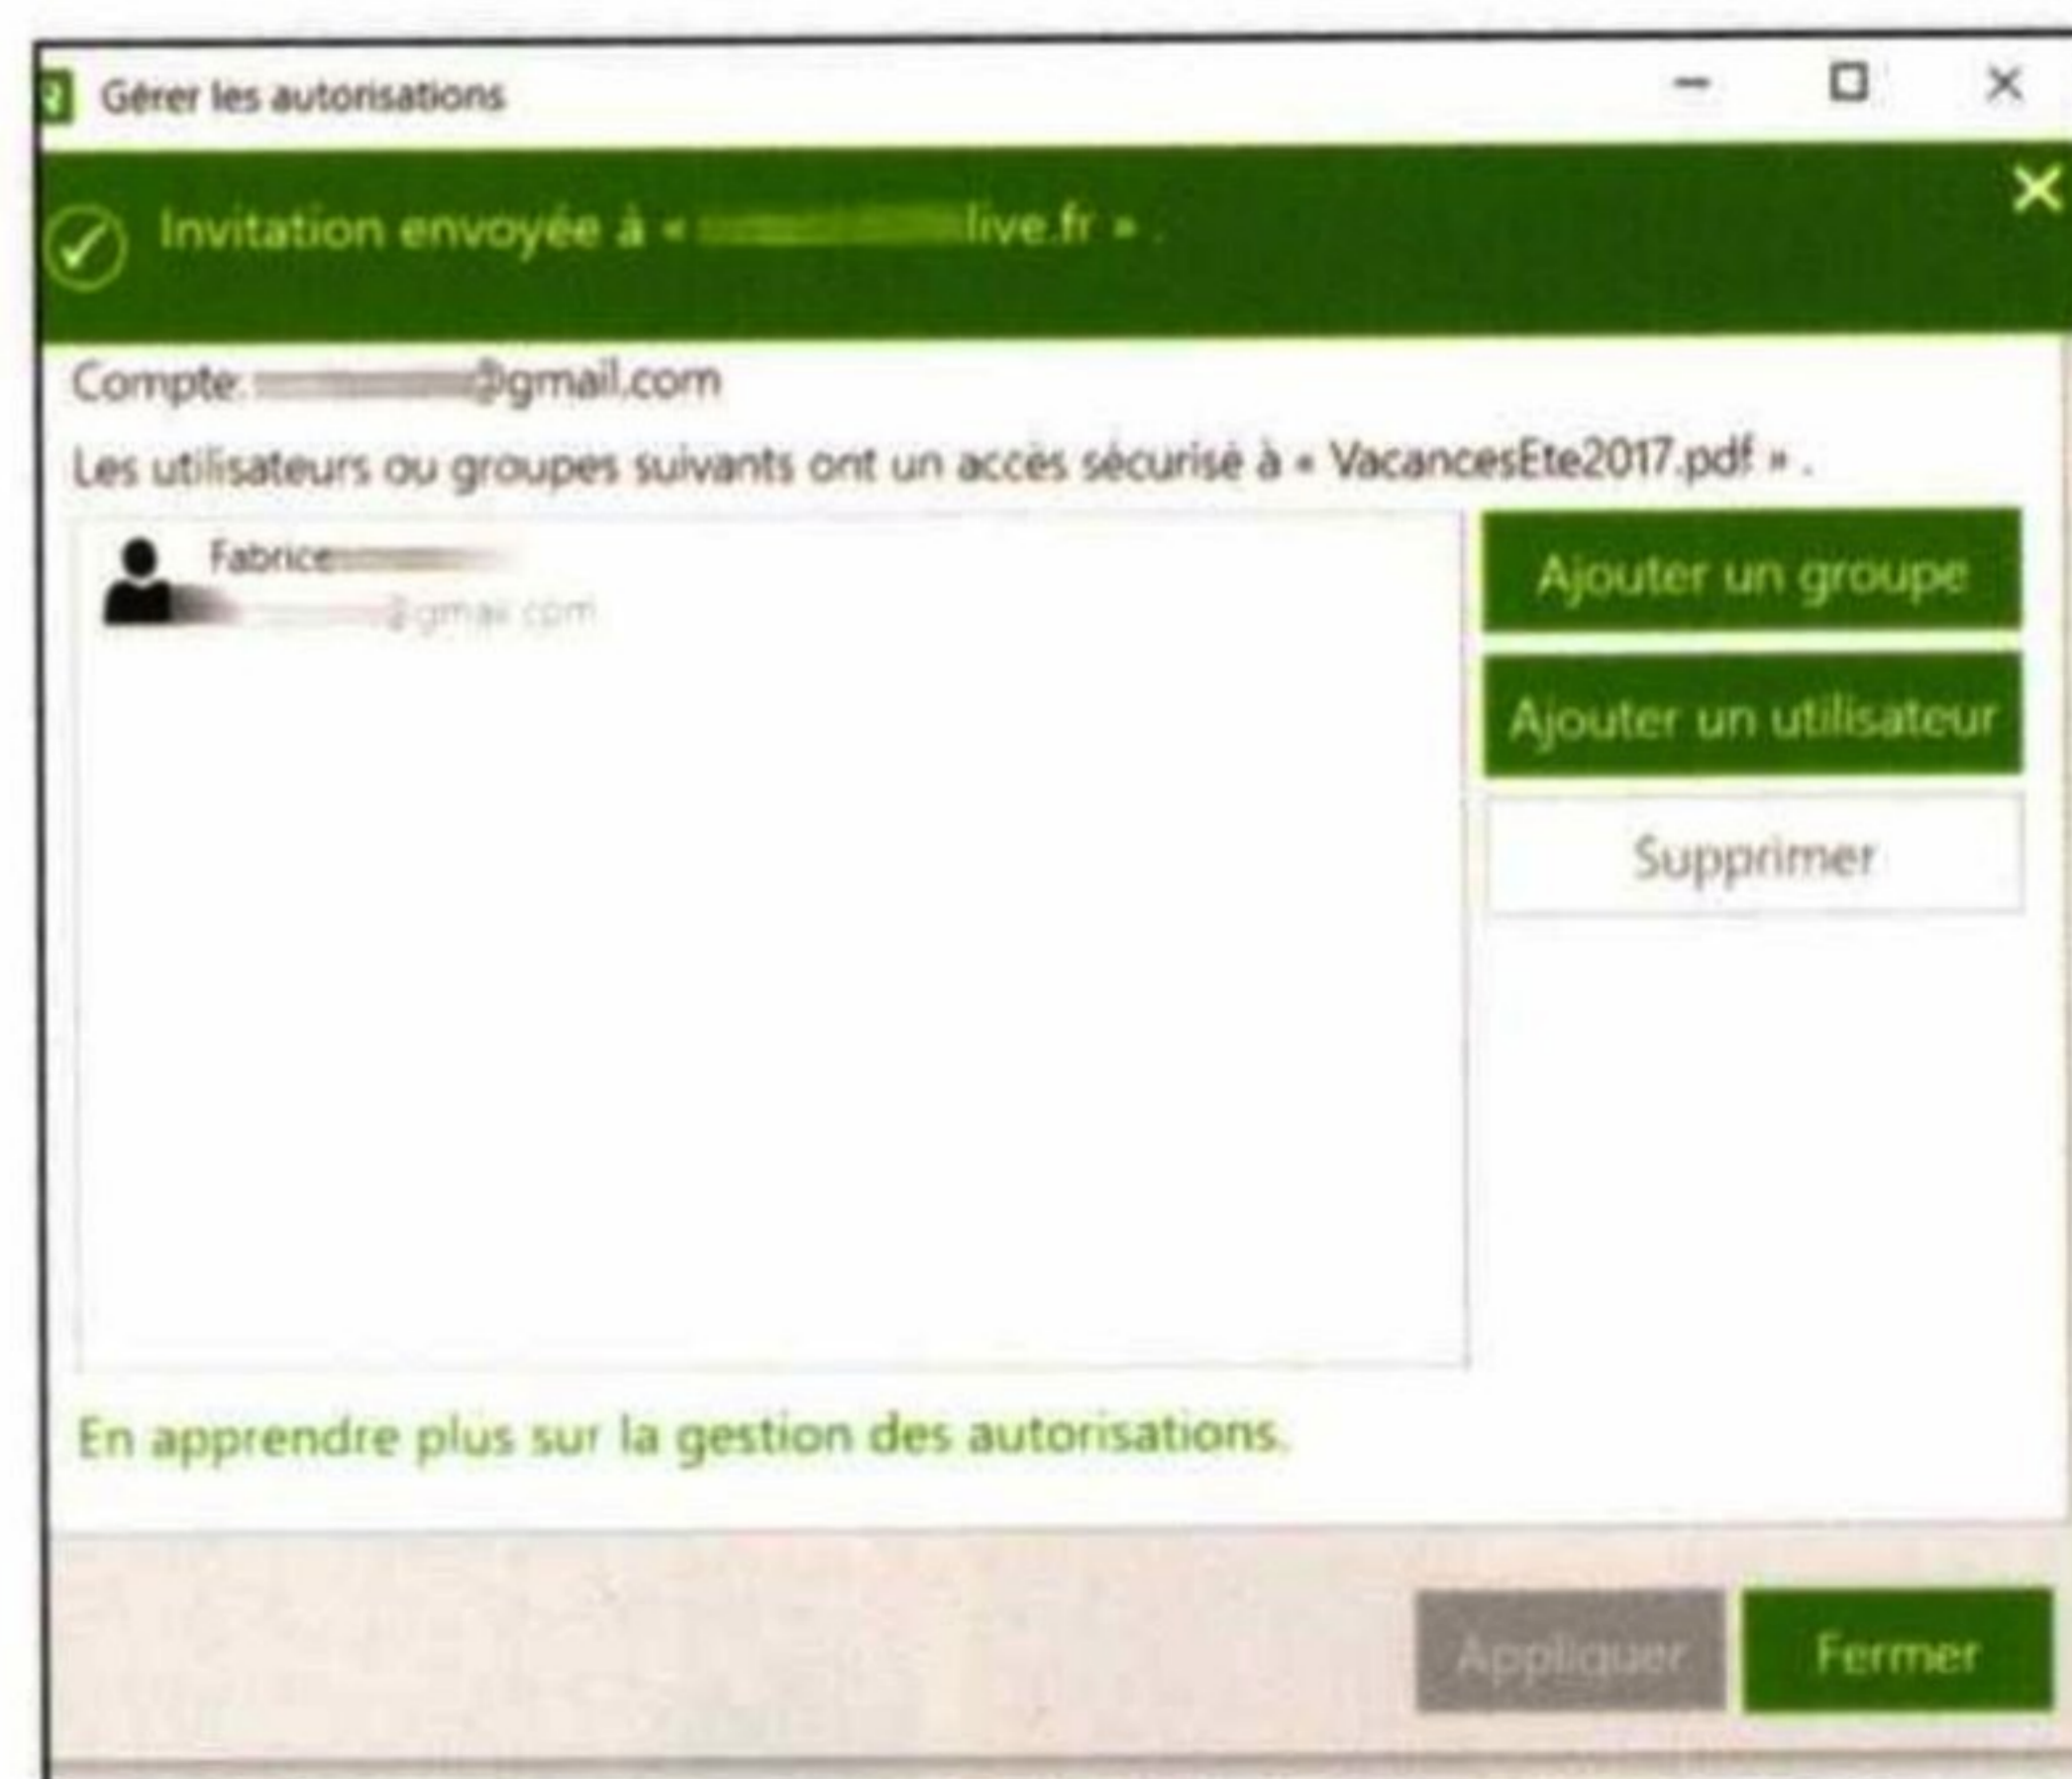 Gérer les autorisations
Invitation envoyée à « live.fr » .
Compte: @gmail.com
Les utilisateurs ou groupes suivants ont un accès sécurisé à « VacancesEte2017.pdf » .
Fabrice
@gmail.com
Ajouter un groupe
Ajouter un utilisateur
Supprimer
En apprendre plus sur la gestion des autorisations.
Appliquer
Fermer